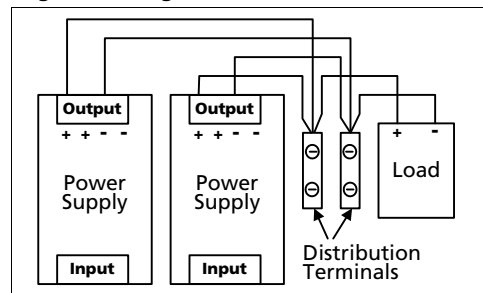 Output
+ + - -
Power
Supply
Input
Output
+ + - -
Power
Supply
Input
+ -
Load
Distribution
Terminals